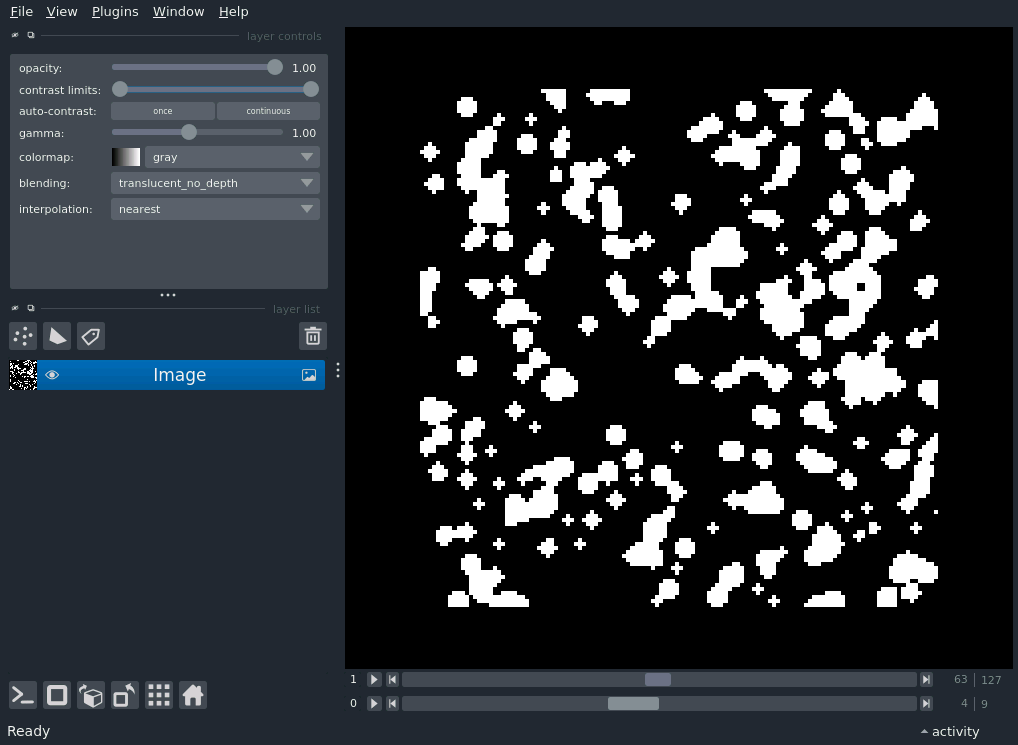 File View Plugins Window Help
layer controls
opacity: 1.00
contrast limits:
auto-contrast: once continuous
gamma: 1.00
colormap: gray
blending: translucent_no_depth
interpolation: nearest
layer list
Image
1 63 127
0 4 9
Ready activity